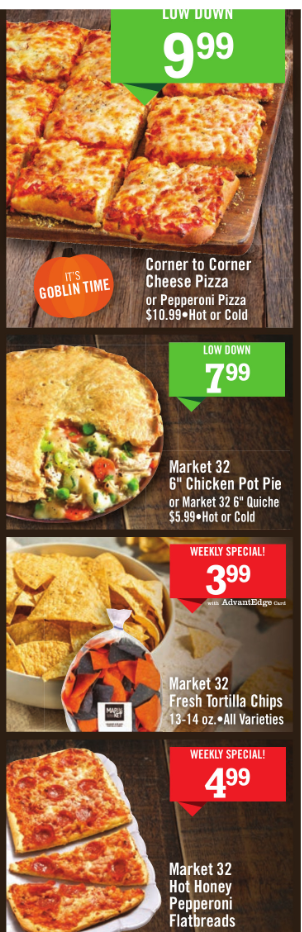 LOW DOWN
9.99
IT'S
GOBLIN TIME
Corner to Corner
Cheese Pizza
or Pepperoni Pizza
$10.99•Hot or Cold
LOW DOWN
7.99
Market 32
6" Chicken Pot Pie
or Market 32 6" Quiche
$5.99•Hot or Cold
WEEKLY SPECIAL!
3.99
with AdvantEdge Card
MARKET
Market 32
Fresh Tortilla Chips
13-14 oz.•All Varieties
WEEKLY SPECIAL!
4.99
Market 32
Hot Honey
Pepperoni
Flatbreads